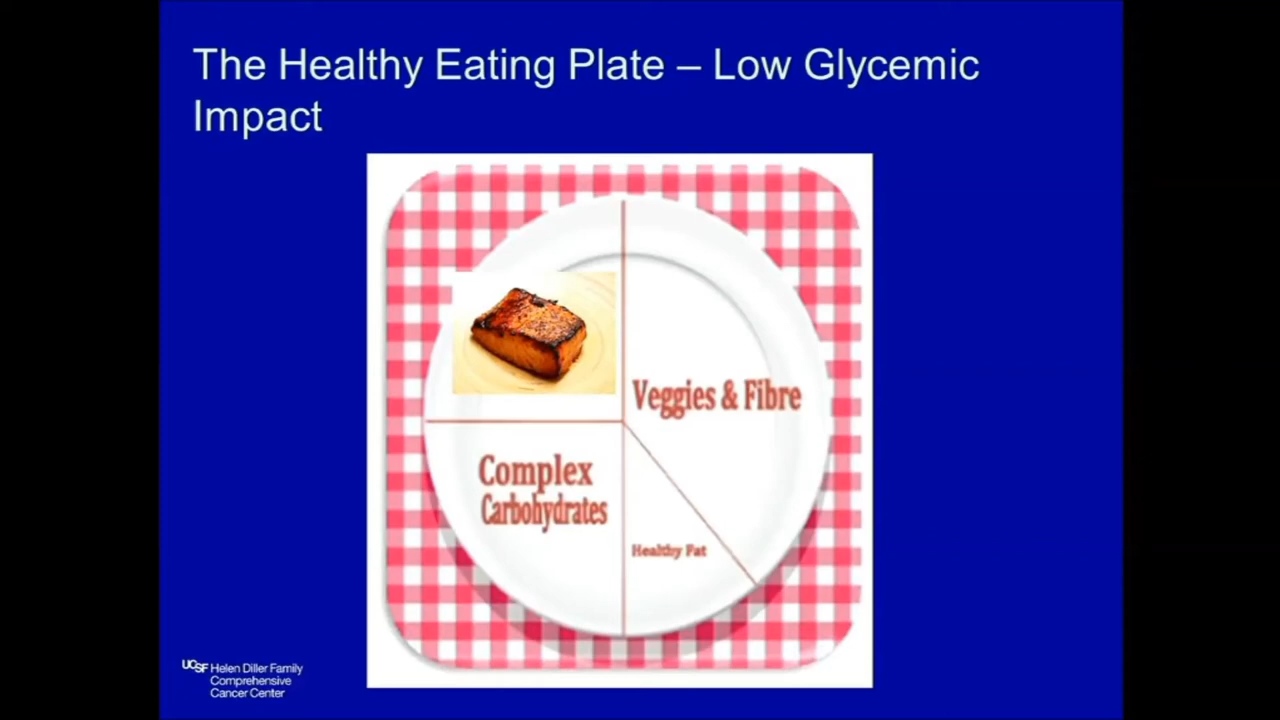 The Healthy Eating Plate – Low Glycemic
Impact
Veggies & Fibre
Complex
Carbohydrates
Healthy Fat
UCSF Helen Diller Family
Comprehensive
Cancer Center